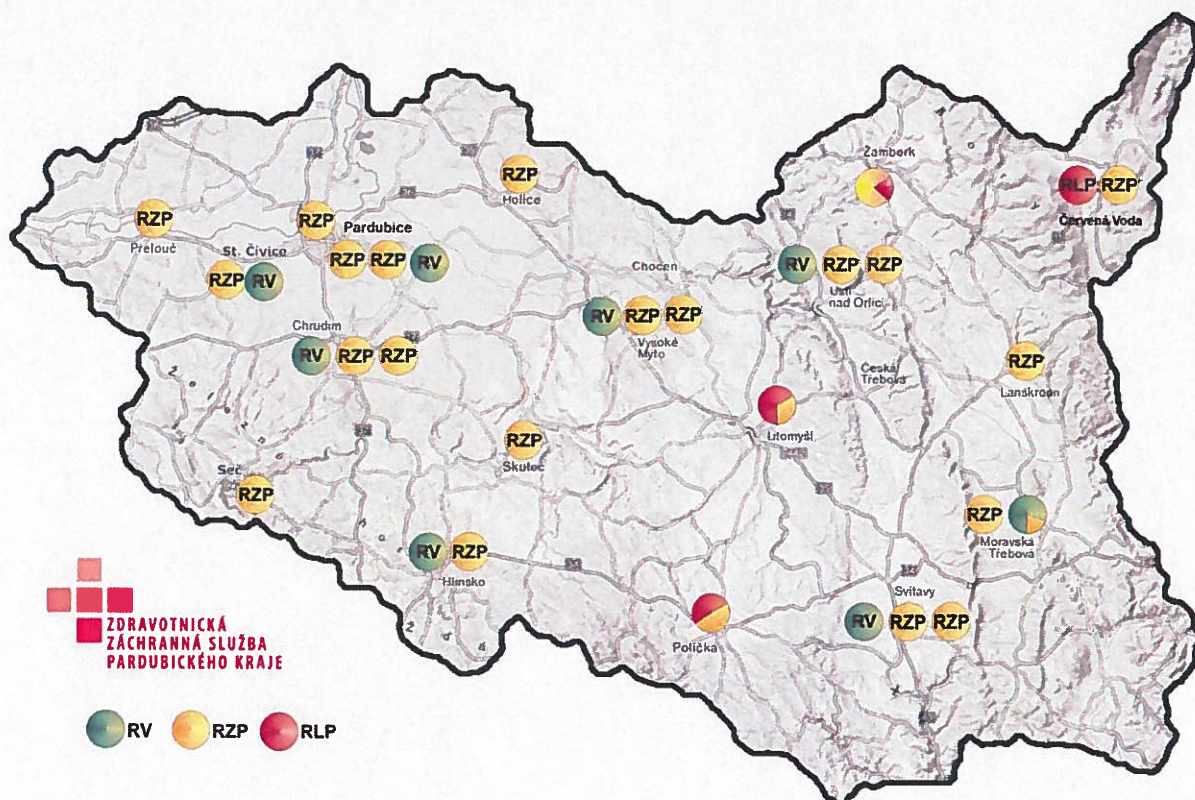 Žamberk
RZP
Holice
RLP RZP
Červená Voda
RZP
Přelouč
RZP
Pardubice
St. Čivice
RZP RZP RV
RZP RV
Choceň
RV RZP RZP
Ústí
nad Orlicí
RV RZP RZP
Vysoké
Mýto
Chrudim
RV RZP RZP
RZP
Lanškroun
Česká
Třebová
Litomyšl
RZP
Skuteč
Seč
RZP
RZP
Moravská
Třebová
RV RZP
Hlinsko
Svitavy
RV RZP RZP
Polička
ZDRAVOTNICKÁ
ZÁCHRANNÁ SLUŽBA
PARDUBICKÉHO KRAJE
RV RZP RLP